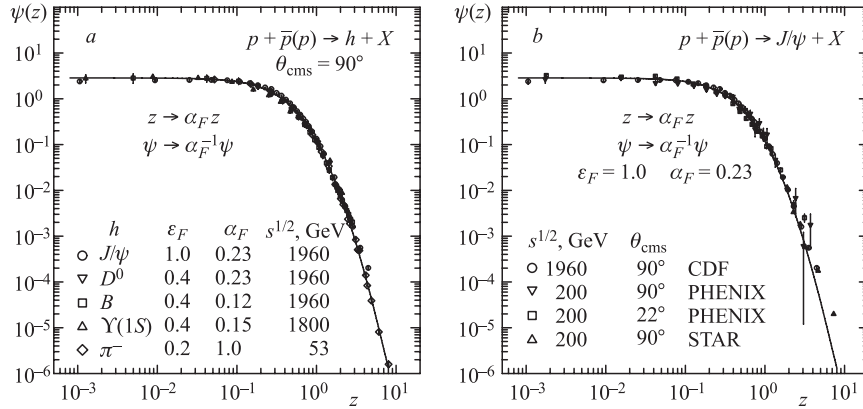 ψ(z)
10²
a
p + p̄(p) → h + X
θcms = 90°
10¹
10⁰
z → αF z
10⁻¹
ψ → αF⁻¹ψ
10⁻²
10⁻³
10⁻⁴
10⁻⁵
10⁻⁶
h εF αF s^1/2, GeV
J/ψ 1.0 0.23 1960
D⁰ 0.4 0.23 1960
B 0.4 0.12 1960
ϒ(1S) 0.4 0.15 1800
π⁻ 0.2 1.0 53
10⁻³ 10⁻² 10⁻¹ 10⁰ z 10¹
ψ(z)
10²
b
p + p̄(p) → J/ψ + X
10¹
10⁰
z → αF z
10⁻¹
ψ → αF⁻¹ψ
εF = 1.0 αF = 0.23
10⁻²
10⁻³
10⁻⁴
10⁻⁵
10⁻⁶
s^1/2, GeV θcms
1960 90° CDF
200 90° PHENIX
200 22° PHENIX
200 90° STAR
10⁻³ 10⁻² 10⁻¹ 10⁰ z 10¹